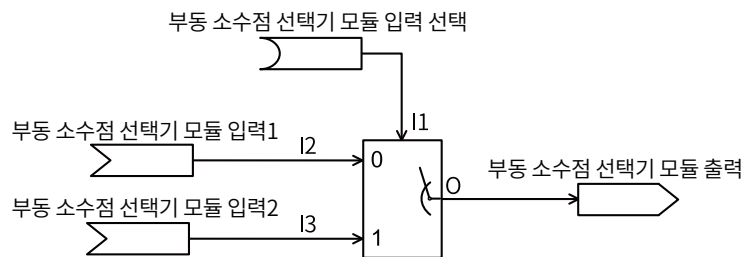 부동 소수점 선택기 모듈 입력 선택
I1
부동 소수점 선택기 모듈 입력1
I2
0
부동 소수점 선택기 모듈 출력
O
부동 소수점 선택기 모듈 입력2
I3
1